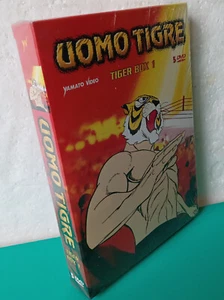 UOMO TIGRE
YAMATO VIDEO
TIGER BOX 1
5 DVD
UOMO TIGRE